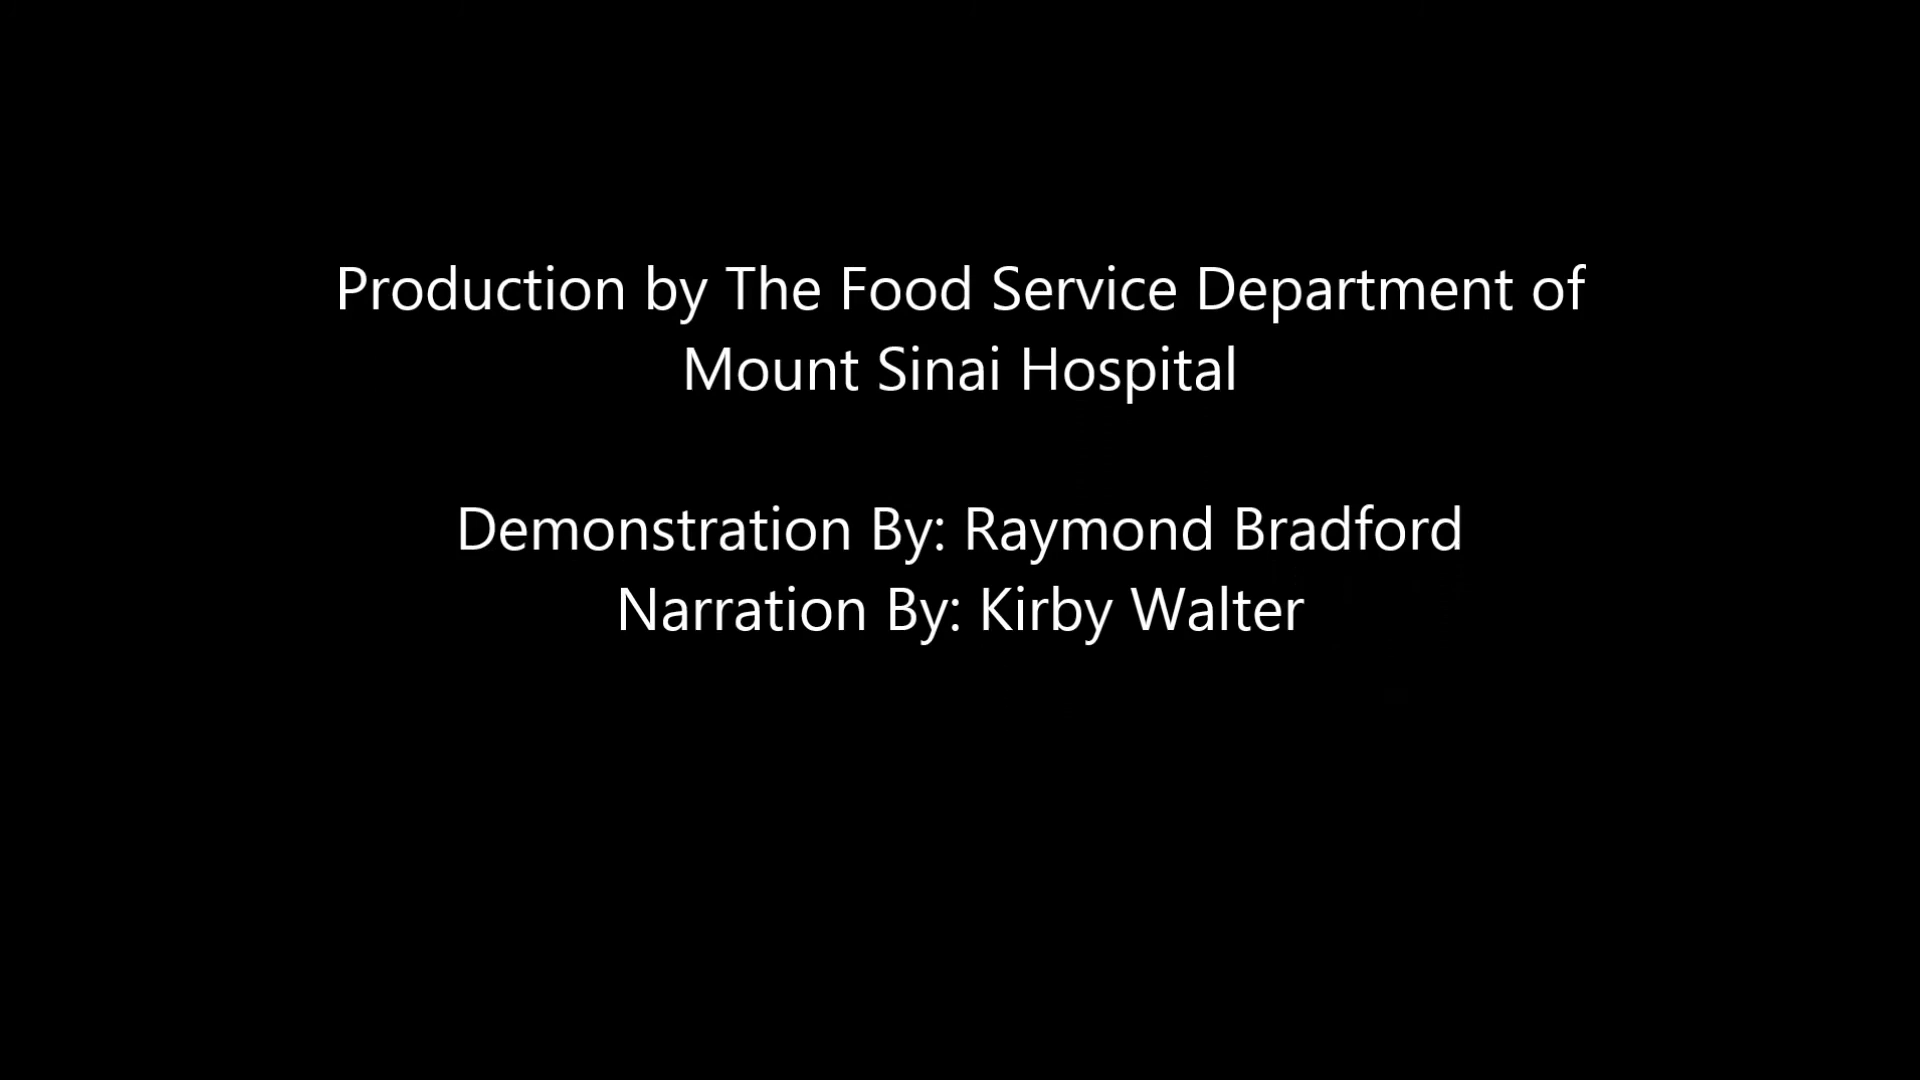 Production by The Food Service Department of
Mount Sinai Hospital
Demonstration By: Raymond Bradford
Narration By: Kirby Walter